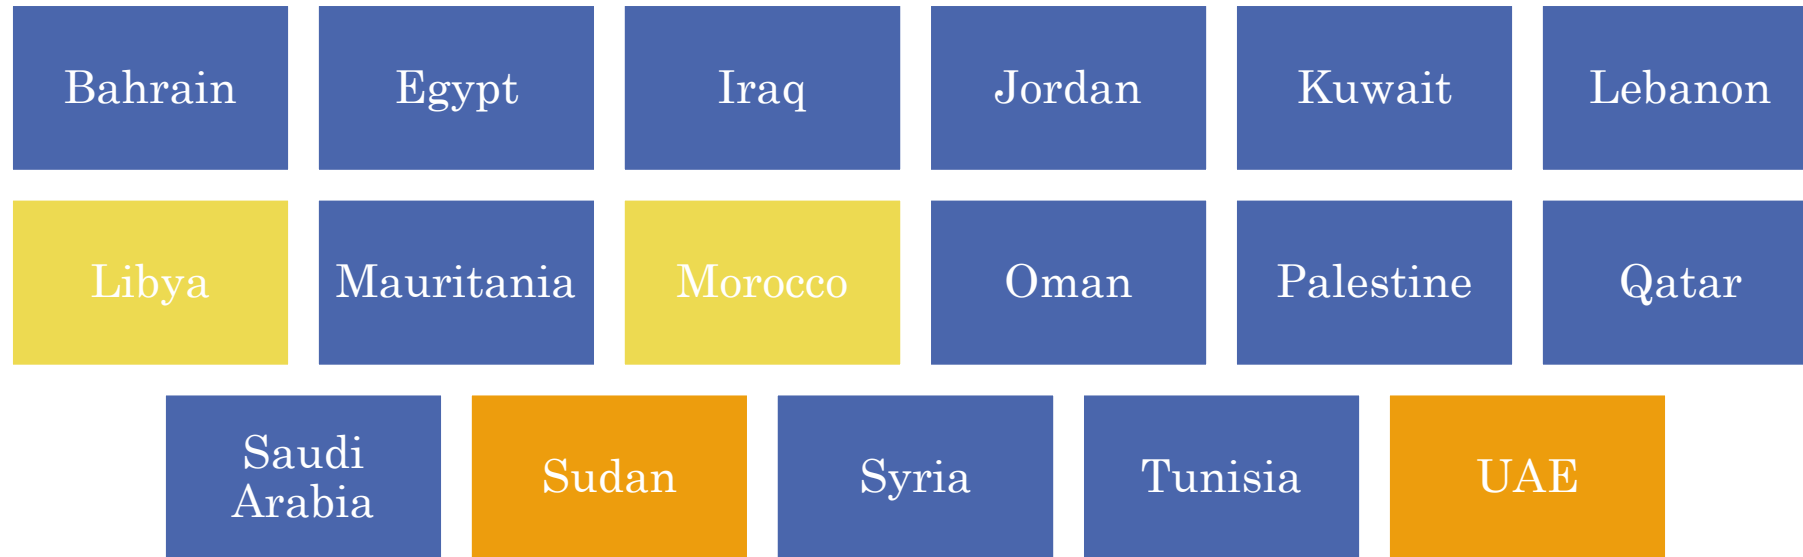 Bahrain
Egypt
Iraq
Jordan
Kuwait
Lebanon
Libya
Mauritania
Morocco
Oman
Palestine
Qatar
Saudi
Arabia
Sudan
Syria
Tunisia
UAE